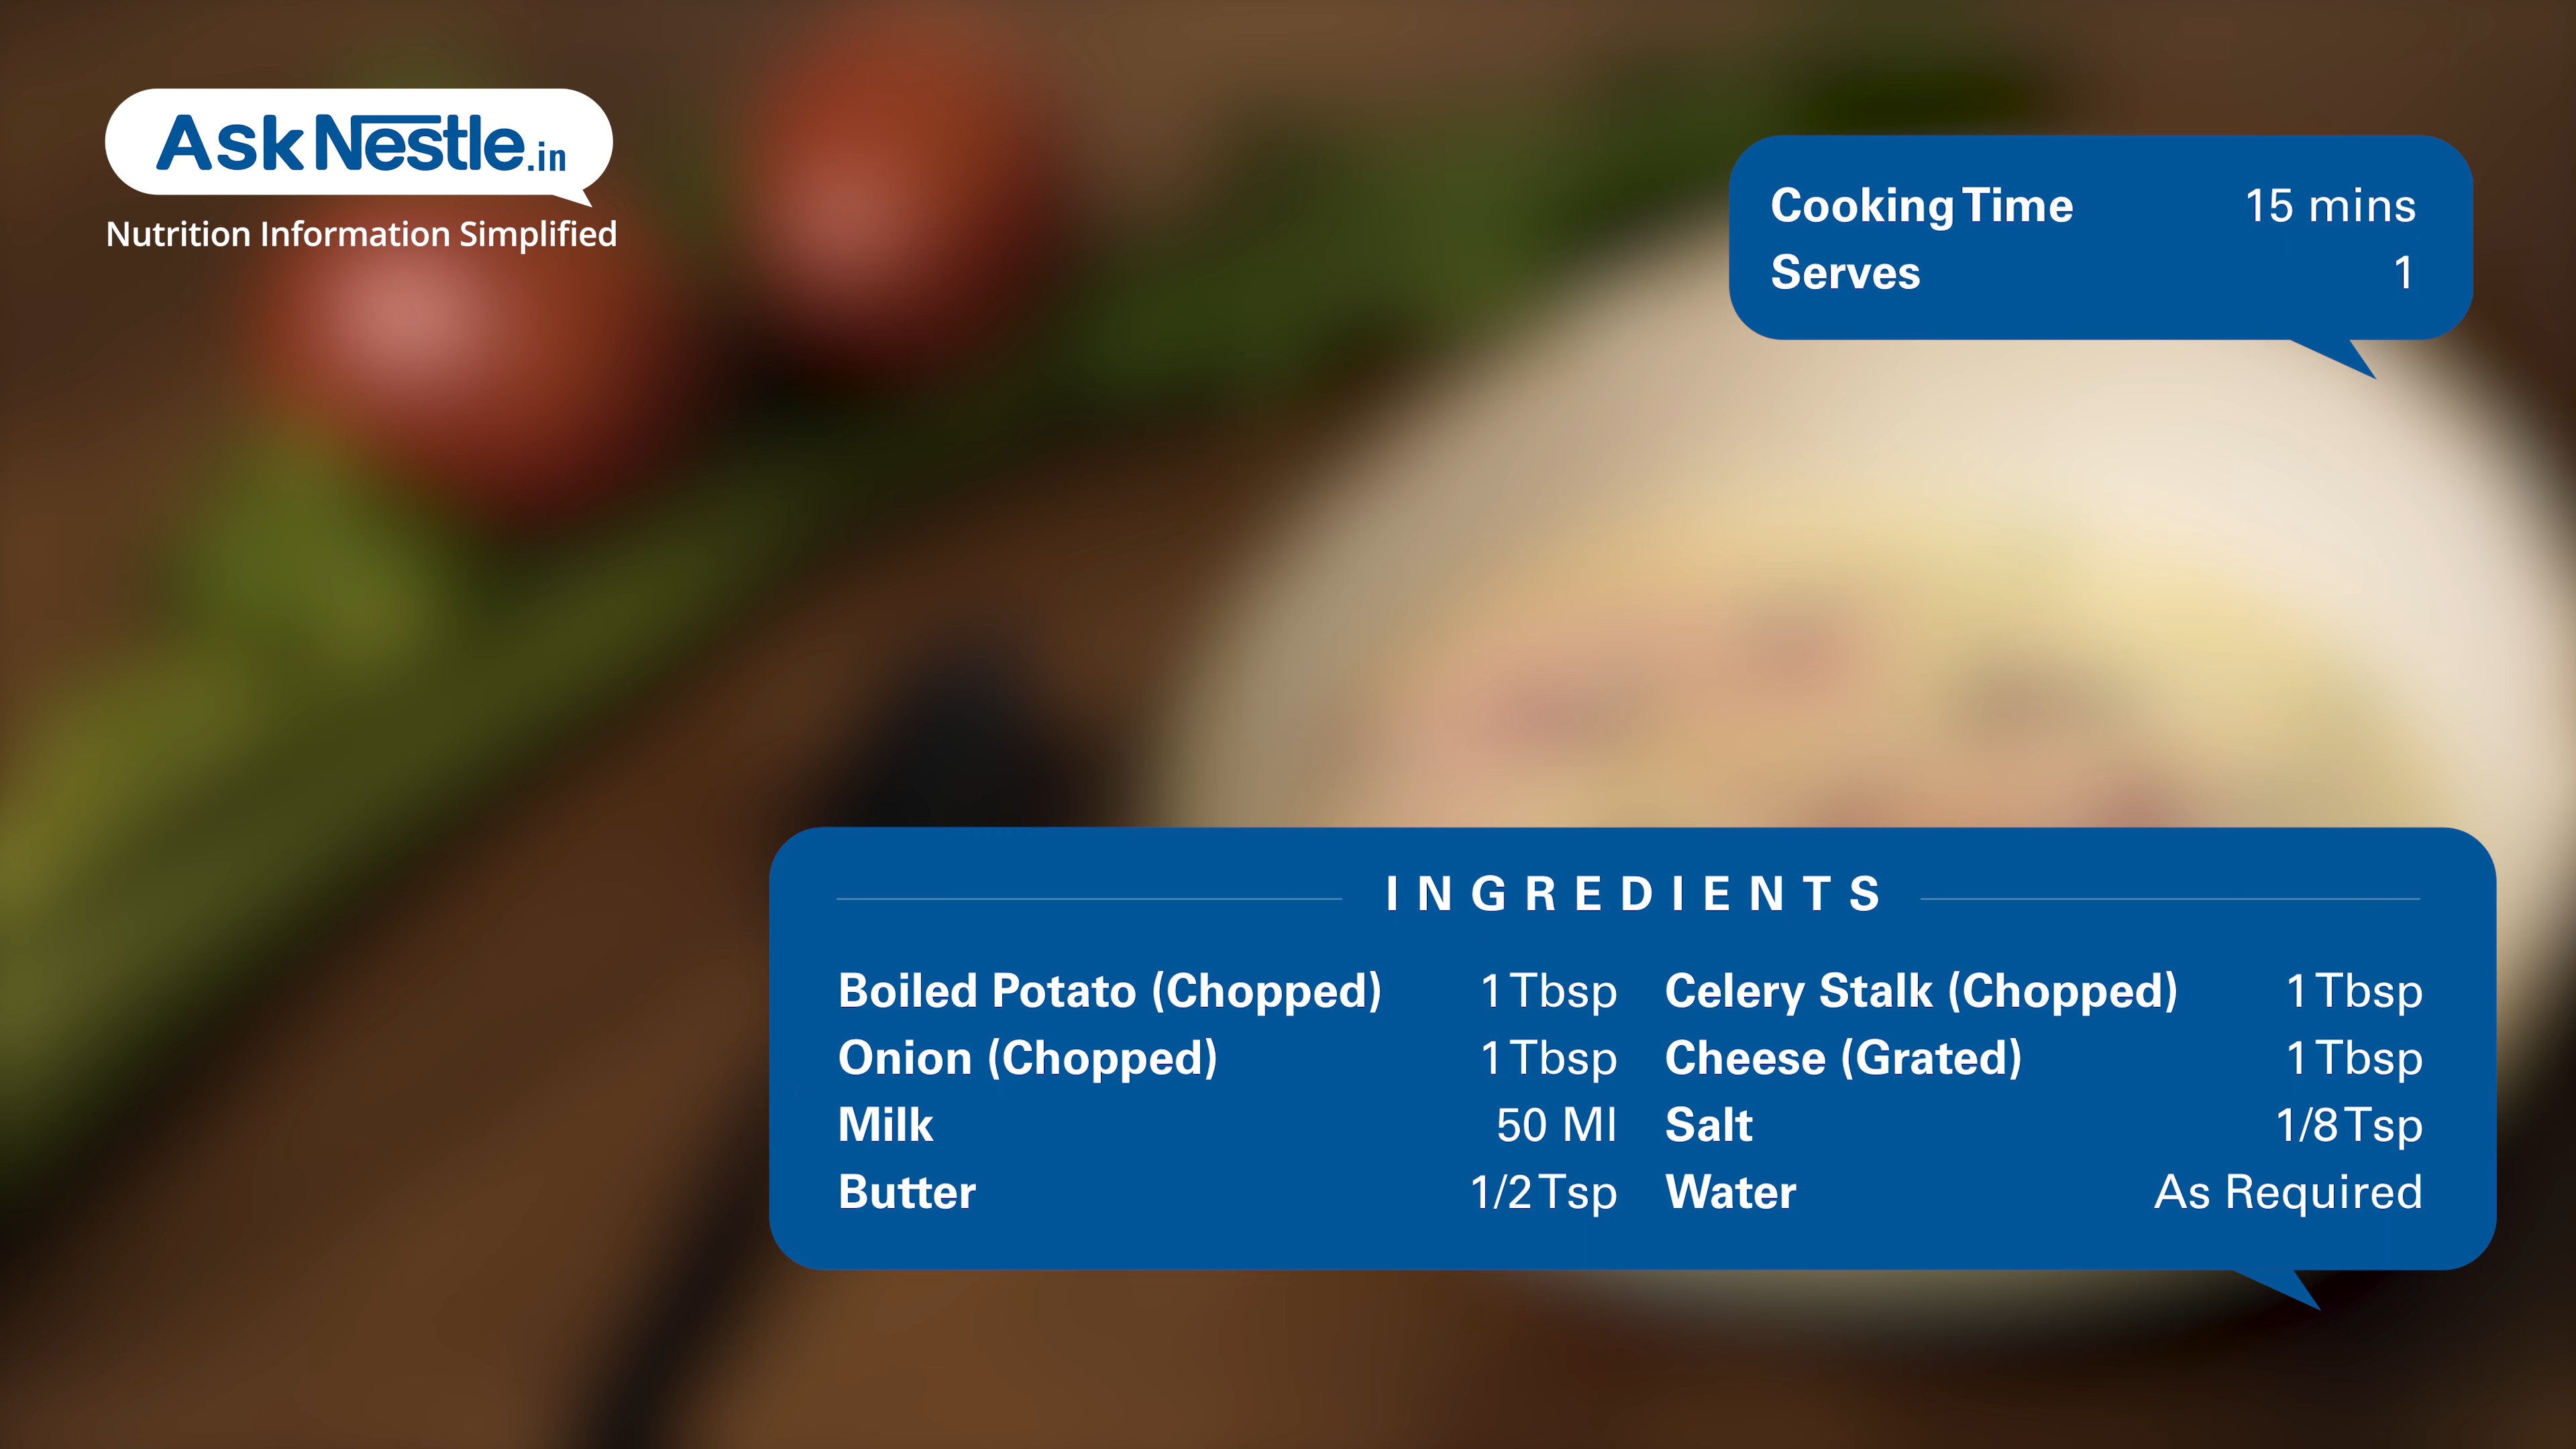 Ask Nestle.in
Nutrition Information Simplified
Cooking Time 15 mins
Serves 1
INGREDIENTS
Boiled Potato (Chopped) 1 Tbsp Celery Stalk (Chopped) 1 Tbsp
Onion (Chopped) 1 Tbsp Cheese (Grated) 1 Tbsp
Milk 50 Ml Salt 1/8 Tsp
Butter 1/2 Tsp Water As Required